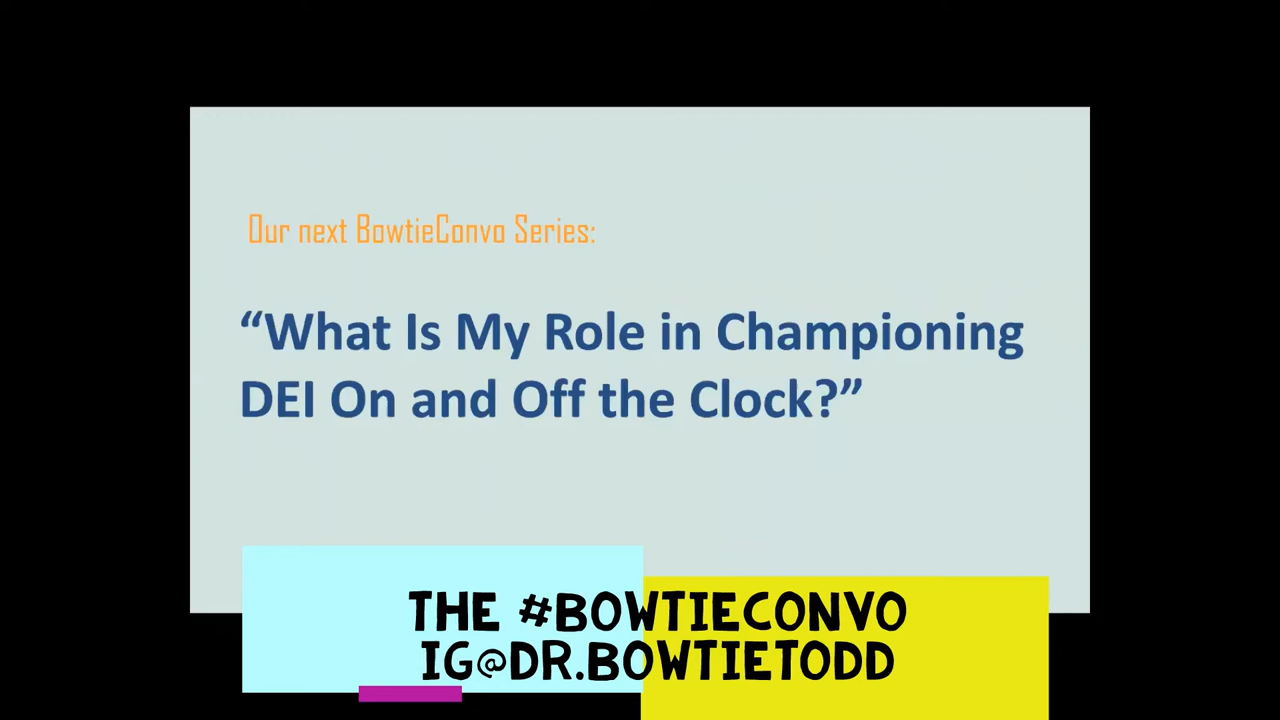 Our next BowtieConvo Series:
“What Is My Role in Championing
DEI On and Off the Clock?”
THE #BOWTIECONVO
IG@DR.BOWTIETODD